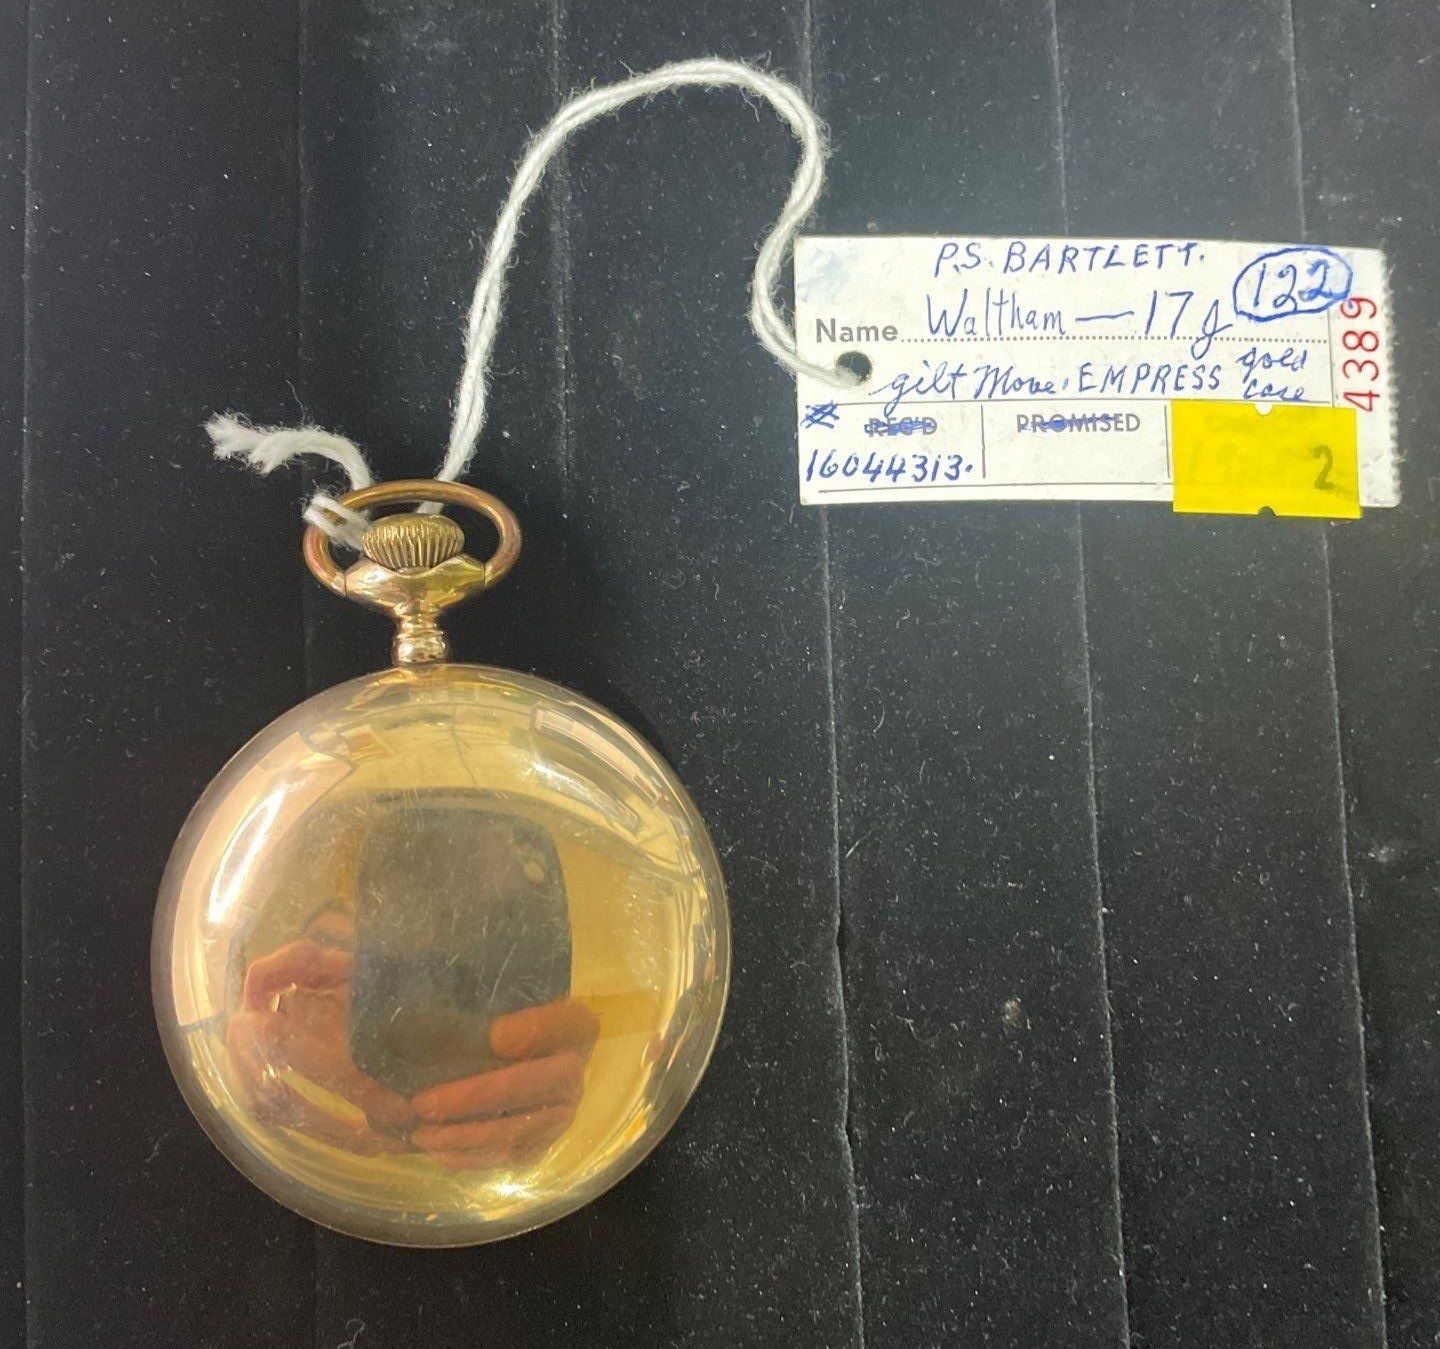 P.S. BARTLETT.
122
Name Waltham — 17 j
gilt Move. EMPRESS gold case
# REC'D PROMISED
16044313.
2
4389